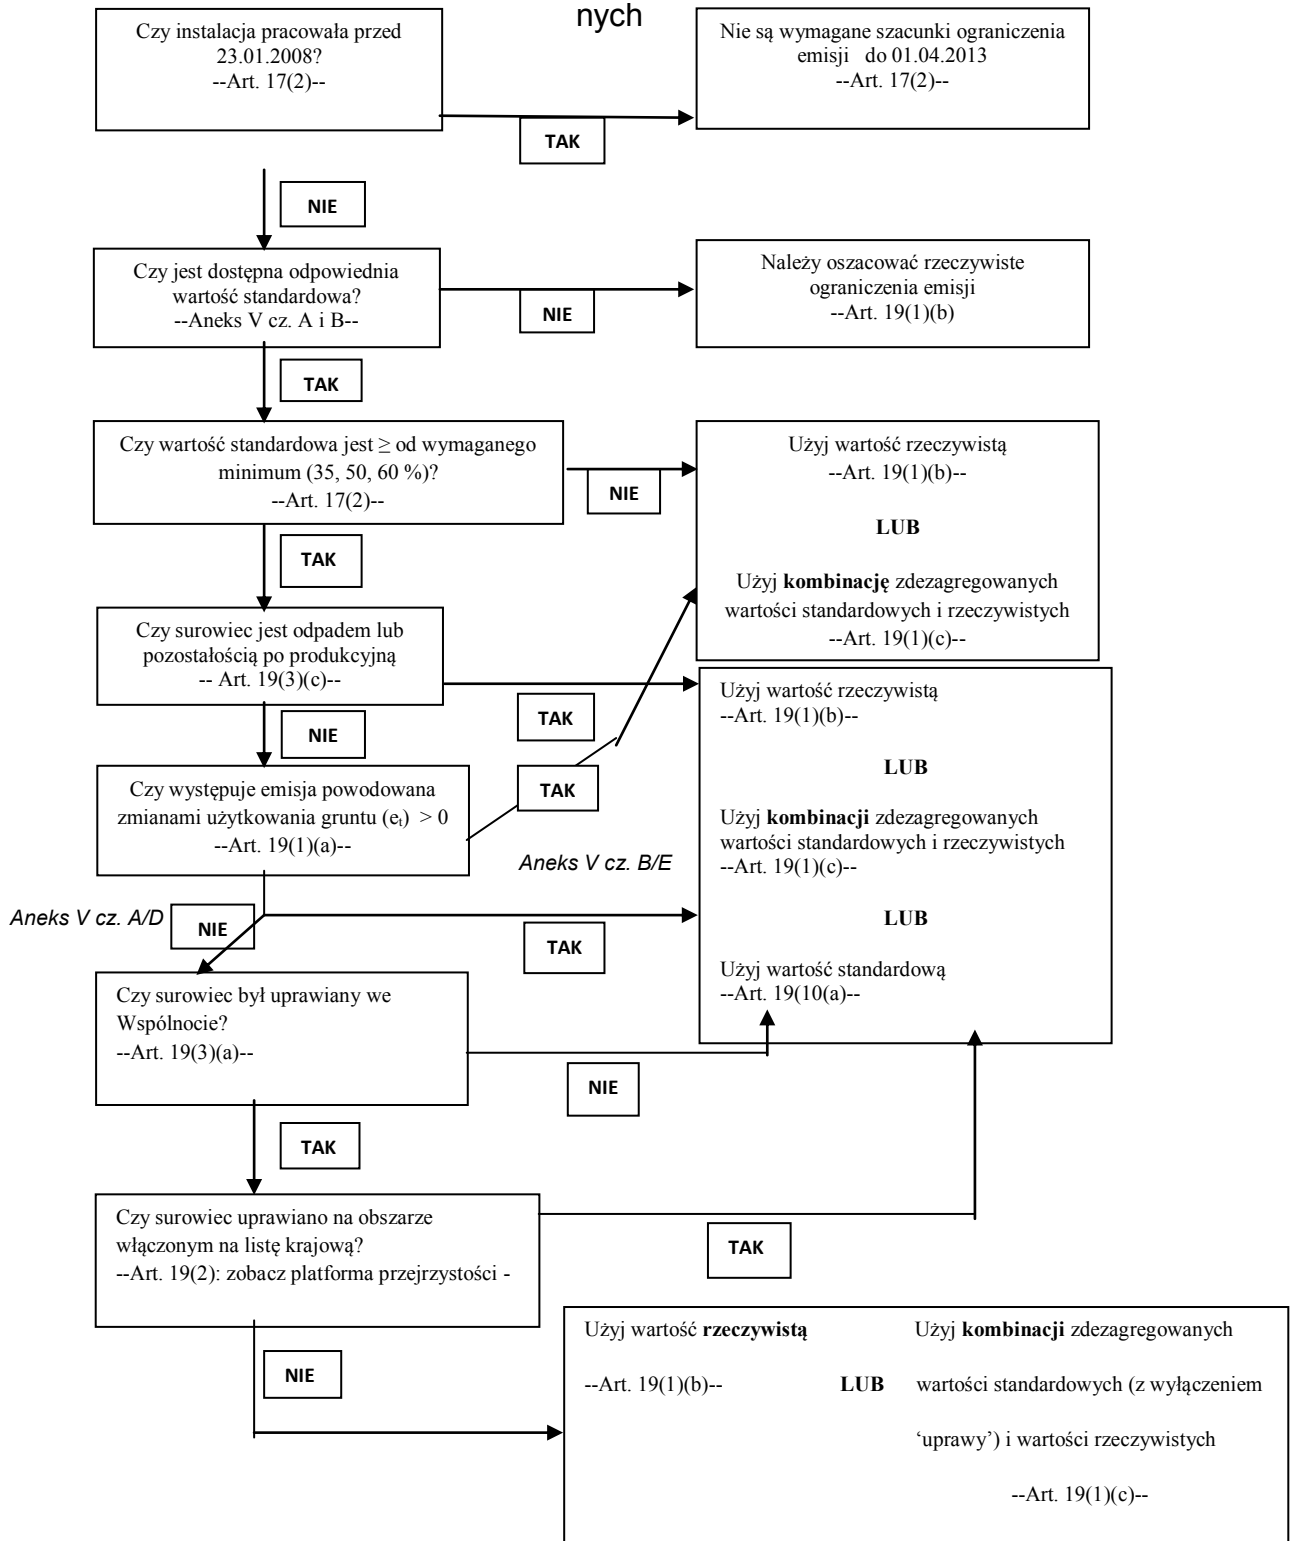 nych
Czy instalacja pracowała przed
23.01.2008?
--Art. 17(2)--
Nie są wymagane szacunki ograniczenia
emisji do 01.04.2013
--Art. 17(2)--
TAK
NIE
Czy jest dostępna odpowiednia
wartość standardowa?
--Aneks V cz. A i B--
Należy oszacować rzeczywiste
ograniczenia emisji
--Art. 19(1)(b)
NIE
TAK
Czy wartość standardowa jest ≥ od wymaganego
minimum (35, 50, 60 %)?
--Art. 17(2)--
NIE
Użyj wartość rzeczywistą
--Art. 19(1)(b)--
LUB
Użyj kombinację zdezagregowanych
wartości standardowych i rzeczywistych
--Art. 19(1)(c)--
TAK
Czy surowiec jest odpadem lub
pozostałością po produkcyjną
-- Art. 19(3)(c)--
TAK
NIE
Czy występuje emisja powodowana
zmianami użytkowania gruntu (eₜ) > 0
--Art. 19(1)(a)--
TAK
Aneks V cz. B/E
Użyj wartość rzeczywistą
--Art. 19(1)(b)--
LUB
Użyj kombinacji zdezagregowanych
wartości standardowych i rzeczywistych
--Art. 19(1)(c)--
LUB
Użyj wartość standardową
--Art. 19(10(a)--
Aneks V cz. A/D
NIE
TAK
Czy surowiec był uprawiany we
Wspólnocie?
--Art. 19(3)(a)--
NIE
TAK
Czy surowiec uprawiano na obszarze
włączonym na listę krajową?
--Art. 19(2): zobacz platforma przejrzystości -
TAK
NIE
Użyj wartość rzeczywistą
--Art. 19(1)(b)--
LUB
Użyj kombinacji zdezagregowanych
wartości standardowych (z wyłączeniem
‘uprawy’) i wartości rzeczywistych
--Art. 19(1)(c)--